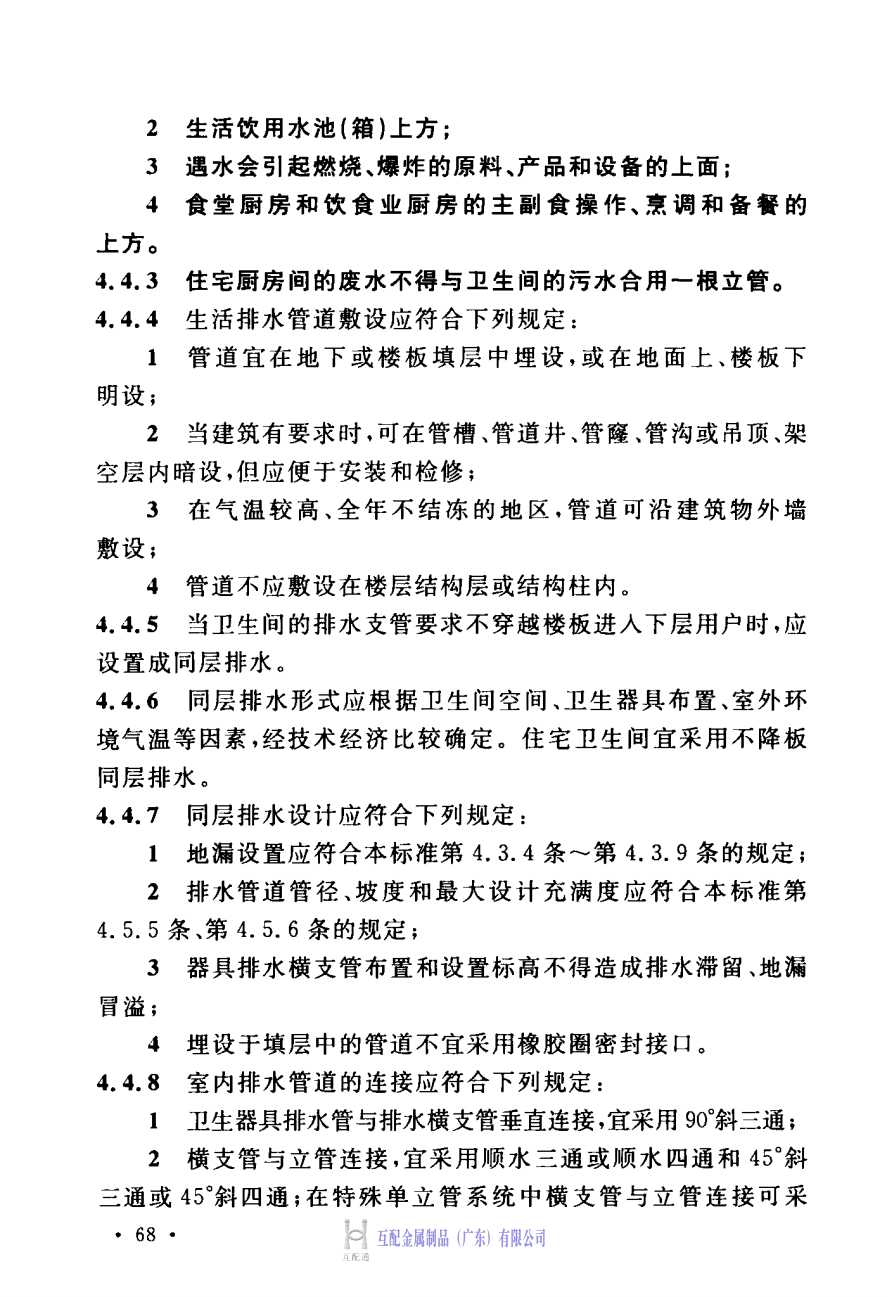 2 生活饮用水池(箱)上方;
3 遇水会引起燃烧、爆炸的原料、产品和设备的上面;
4 食堂厨房和饮食业厨房的主副食操作、烹调和备餐的
上方。
4.4.3 住宅厨房间的废水不得与卫生间的污水合用一根立管。
4.4.4 生活排水管道敷设应符合下列规定:
1 管道宜在地下或楼板填层中埋设,或在地面上、楼板下
明设;
2 当建筑有要求时,可在管槽、管道井、管窿、管沟或吊顶、架
空层内暗设,但应便于安装和检修;
3 在气温较高、全年不结冻的地区,管道可沿建筑物外墙
敷设;
4 管道不应敷设在楼层结构层或结构柱内。
4.4.5 当卫生间的排水支管要求不穿越楼板进入下层用户时,应
设置成同层排水。
4.4.6 同层排水形式应根据卫生间空间、卫生器具布置、室外环
境气温等因素,经技术经济比较确定。住宅卫生间宜采用不降板
同层排水。
4.4.7 同层排水设计应符合下列规定:
1 地漏设置应符合本标准第 4.3.4 条～第 4.3.9 条的规定;
2 排水管道管径、坡度和最大设计充满度应符合本标准第
4.5.5 条、第 4.5.6 条的规定;
3 器具排水横支管布置和设置标高不得造成排水滞留、地漏
冒溢;
4 埋设于填层中的管道不宜采用橡胶圈密封接口。
4.4.8 室内排水管道的连接应符合下列规定:
1 卫生器具排水管与排水横支管垂直连接,宜采用 90°斜三通;
2 横支管与立管连接,宜采用顺水三通或顺水四通和 45°斜
三通或 45°斜四通;在特殊单立管系统中横支管与立管连接可采
· 68 ·
互配通
互配金属制品（广东）有限公司